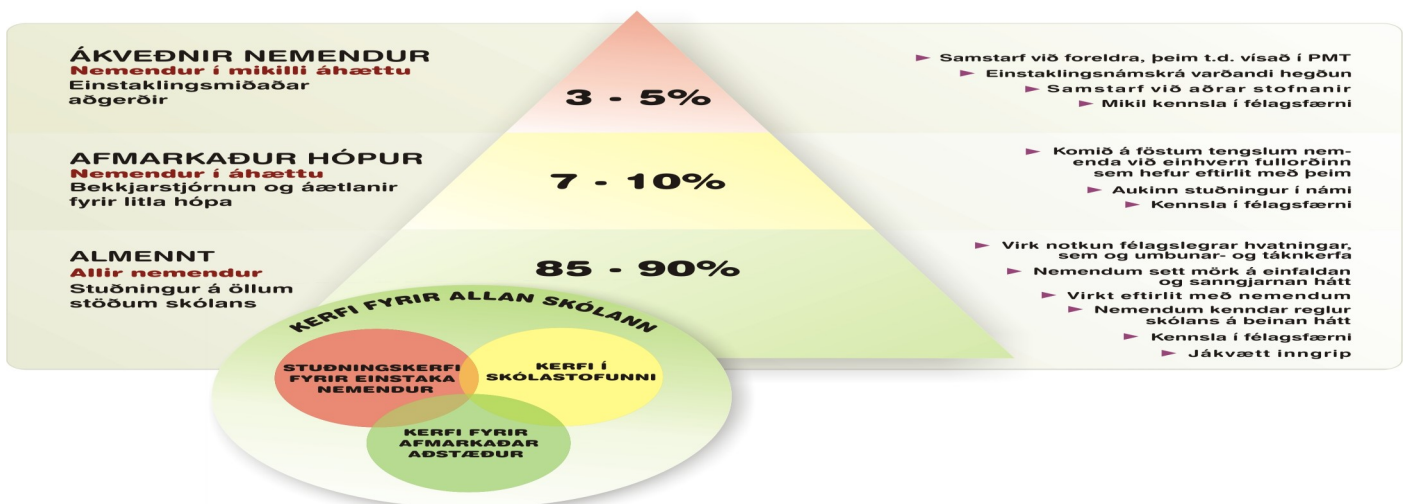 ÁKVEÐNIR NEMENDUR
Nemendur í mikilli áhættu
Einstaklingsmiðaðar
aðgerðir
3 - 5%
► Samstarf við foreldra, þeim t.d. vísað í PMT
► Einstaklingsnámskrá varðandi hegðun
► Samstarf við aðrar stofnanir
► Mikil kennsla í félagsfærni
AFMARKAÐUR HÓPUR
Nemendur í áhættu
Bekkjarstjórnun og áætlanir
fyrir litla hópa
7 - 10%
► Komið á föstum tengslum nem-
enda við einhvern fullorðinn
sem hefur eftirlit með þeim
► Aukinn stuðningur í námi
► Kennsla í félagsfærni
ALMENNT
Allir nemendur
Stuðningur á öllum
stöðum skólans
85 - 90%
► Virk notkun félagslegrar hvatningar,
sem og umbunar- og táknkerfa
► Nemendum sett mörk á einfaldan
og sanngjarnan hátt
► Virkt eftirlit með nemendum
► Nemendum kenndar reglur
skólans á beinan hátt
► Kennsla í félagsfærni
► Jákvætt inngrip
KERFI FYRIR ALLAN SKÓLANN
STUÐNINGSKERFI
FYRIR EINSTAKA
NEMENDUR
KERFI Í
SKÓLASTOFUNNI
KERFI FYRIR
AFMARKAÐAR
AÐSTÆÐUR